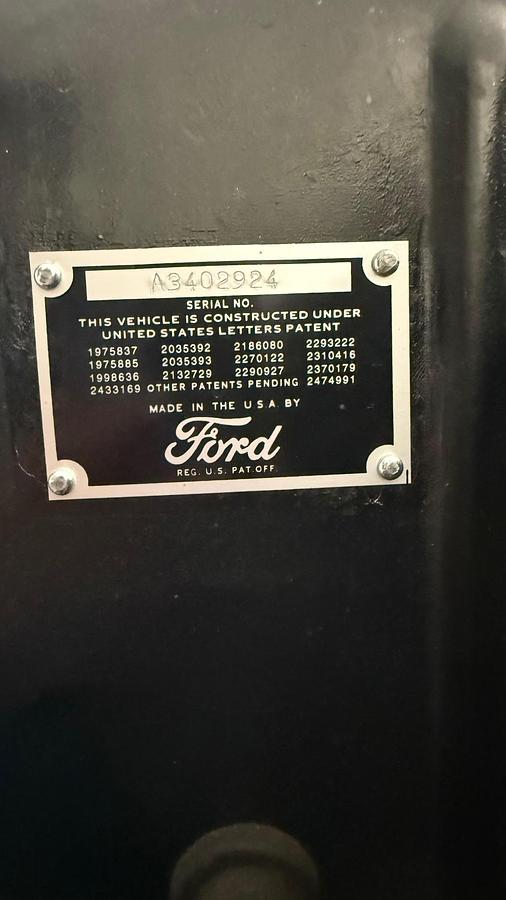 A3402924
SERIAL NO.
THIS VEHICLE IS CONSTRUCTED UNDER
UNITED STATES LETTERS PATENT
1975837 2035392 2186080 2293222
1975885 2035393 2270122 2310416
1998636 2132729 2290927 2370179
2433169 OTHER PATENTS PENDING 2474991
MADE IN THE U.S.A. BY
Ford
REG. U.S. PAT. OFF.